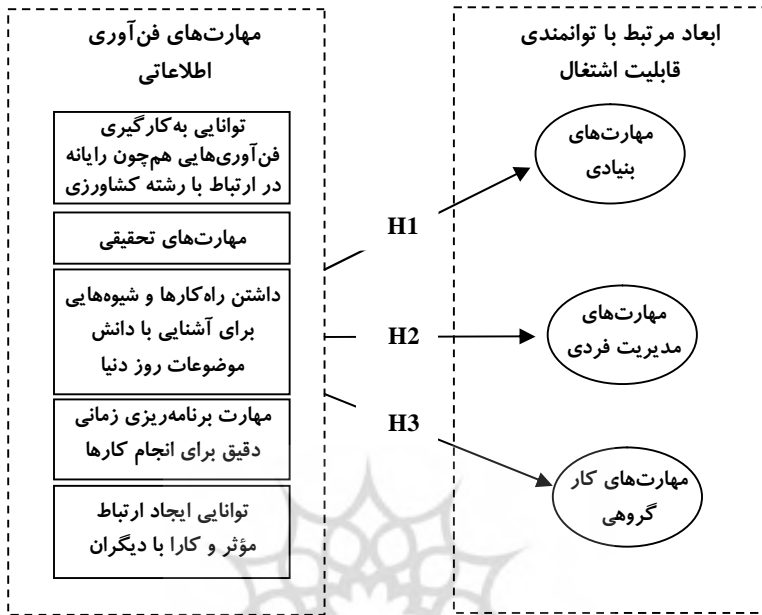 ابعاد مرتبط با توانمندی
قابلیت اشتغال
مهارت‌های
بنیادی
مهارت‌های
مدیریت فردی
مهارت‌های کار
گروهی
H1
H2
H3
مهارت‌های فن‌آوری
اطلاعاتی
توانایی به‌کارگیری
فن‌آوری‌هایی هم‌چون رایانه
در ارتباط با رشته کشاورزی
مهارت‌های تحقیقی
داشتن راه‌کارها و شیوه‌هایی
برای آشنایی با دانش
موضوعات روز دنیا
مهارت برنامه‌ریزی زمانی
دقیق برای انجام کارها
توانایی ایجاد ارتباط
مؤثر و کارا با دیگران